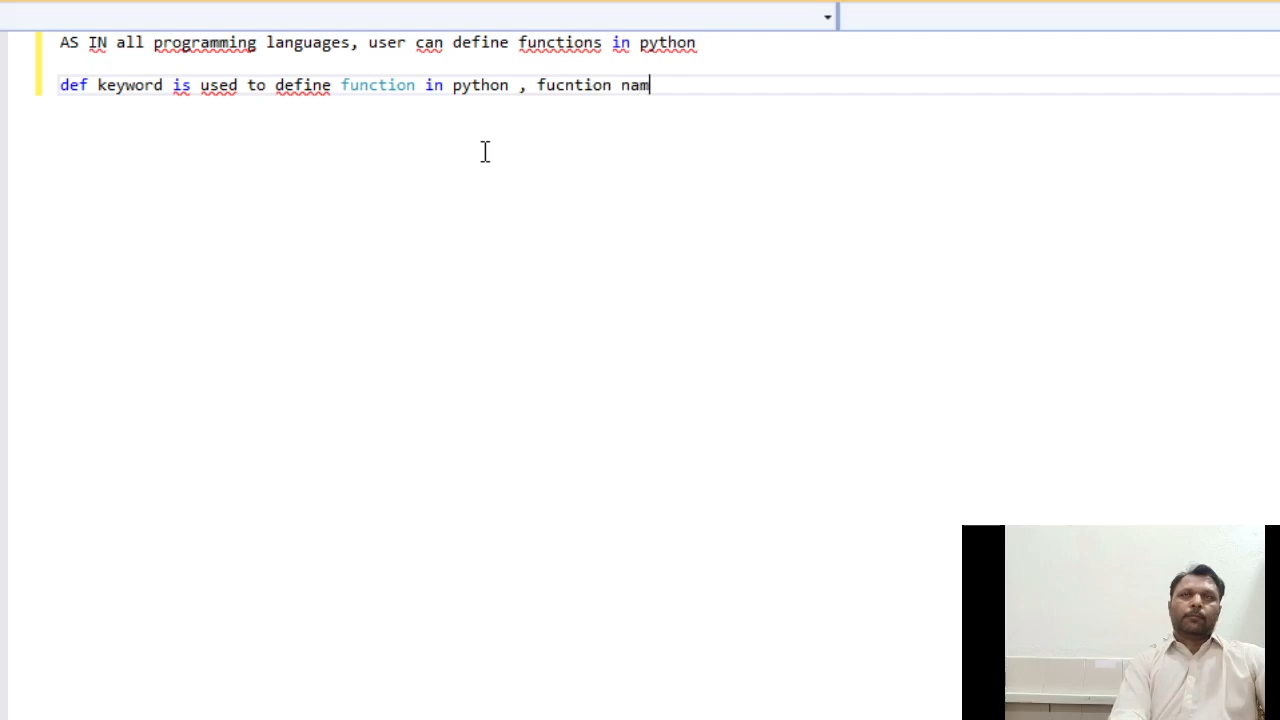 AS IN all programming languages, user can define functions in python
def keyword is used to define function in python , fucntion nam